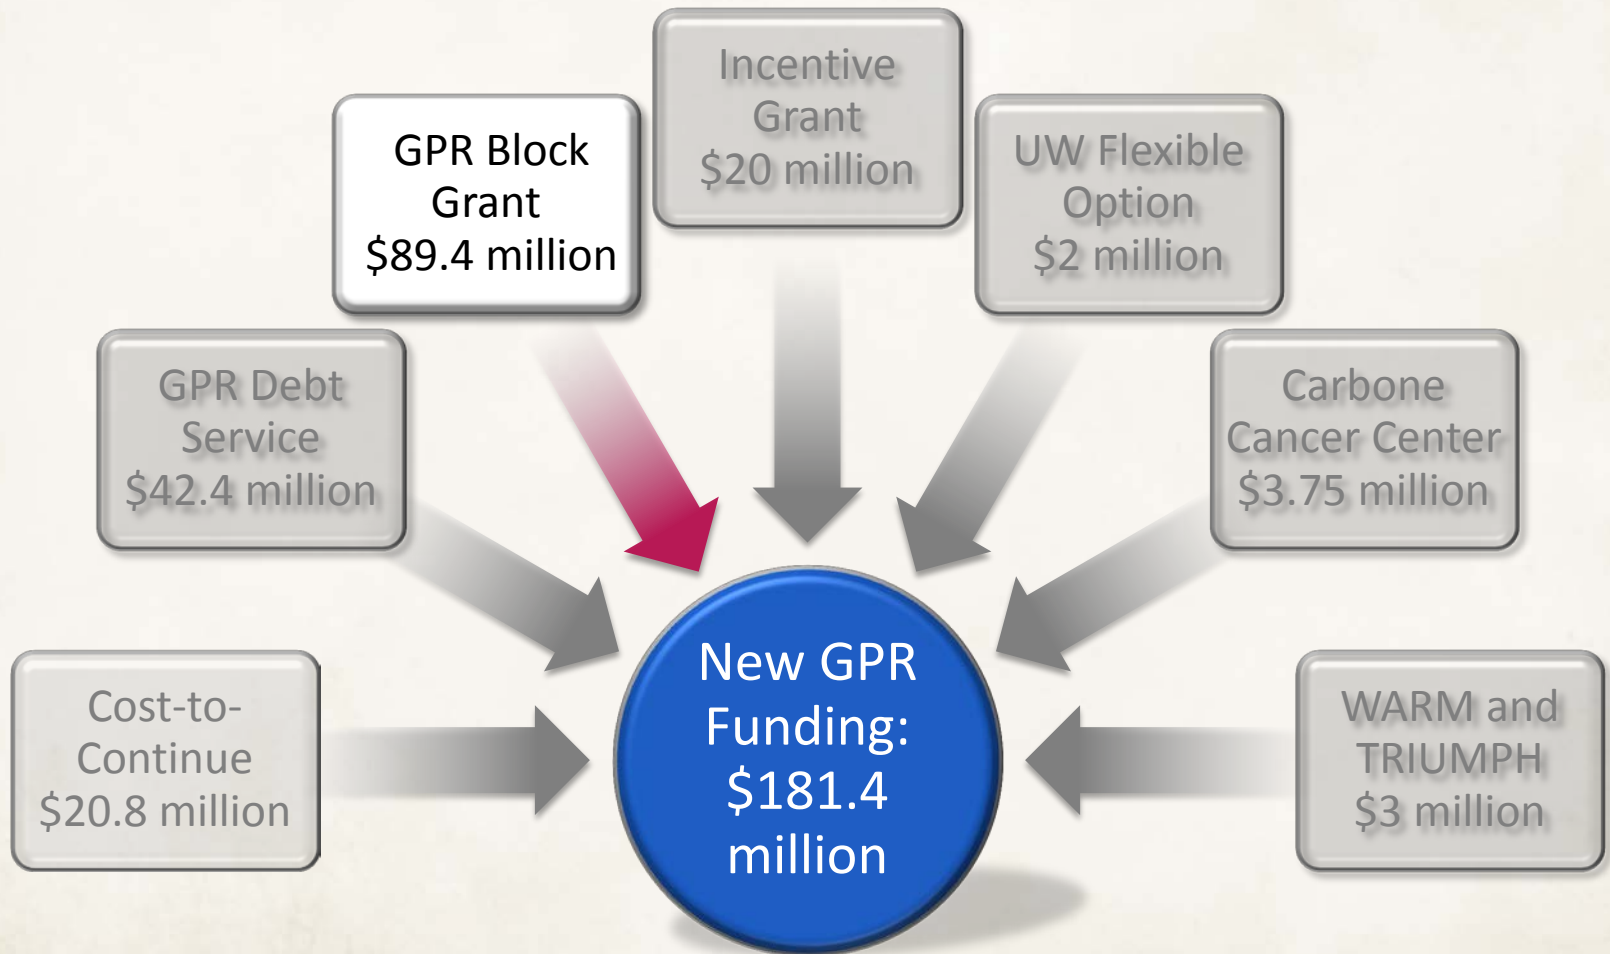 Incentive
Grant
$20 million
GPR Block
Grant
$89.4 million
UW Flexible
Option
$2 million
GPR Debt
Service
$42.4 million
Carbone
Cancer Center
$3.75 million
Cost-to-
Continue
$20.8 million
New GPR
Funding:
$181.4
million
WARM and
TRIUMPH
$3 million